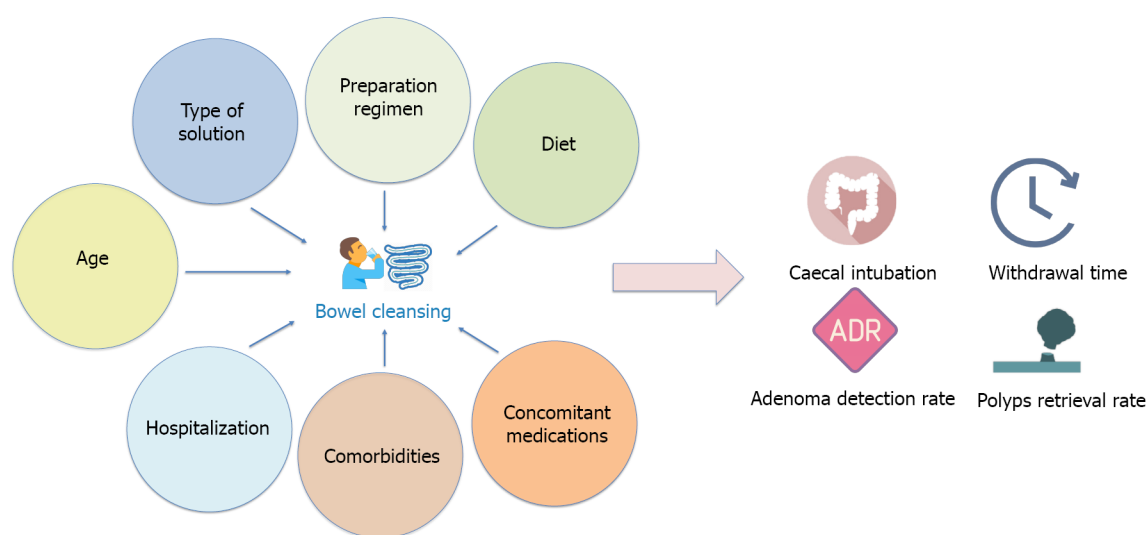 Preparation
regimen
Type of
solution
Diet
Age
Bowel cleansing
Hospitalization
Comorbidities
Concomitant
medications
Caecal intubation
Withdrawal time
ADR
Adenoma detection rate
Polyps retrieval rate